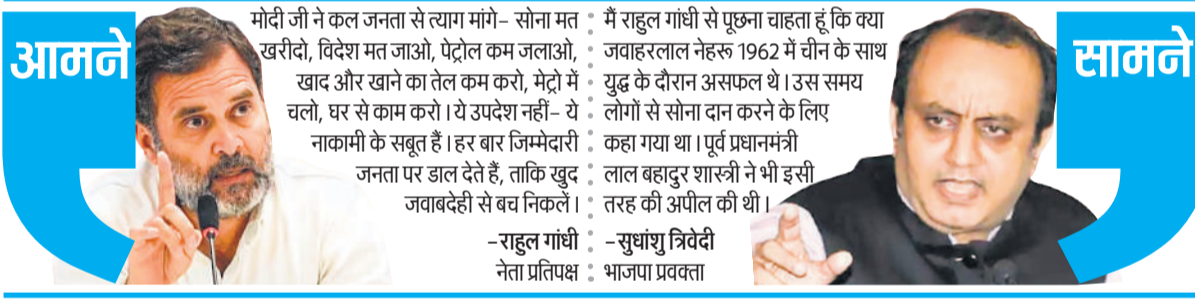 आमने
मोदी जी ने कल जनता से त्याग मांगे– सोना मत
खरीदो, विदेश मत जाओ, पेट्रोल कम जलाओ,
खाद और खाने का तेल कम करो, मेट्रो में
चलो, घर से काम करो। ये उपदेश नहीं– ये
नाकामी के सबूत हैं। हर बार जिम्मेदारी
जनता पर डाल देते हैं, ताकि खुद
जवाबदेही से बच निकलें।
–राहुल गांधी
नेता प्रतिपक्ष
मैं राहुल गांधी से पूछना चाहता हूं कि क्या
जवाहरलाल नेहरू 1962 में चीन के साथ
युद्ध के दौरान असफल थे। उस समय
लोगों से सोना दान करने के लिए
कहा गया था। पूर्व प्रधानमंत्री
लाल बहादुर शास्त्री ने भी इसी
तरह की अपील की थी।
–सुधांशु त्रिवेदी
भाजपा प्रवक्ता
सामने